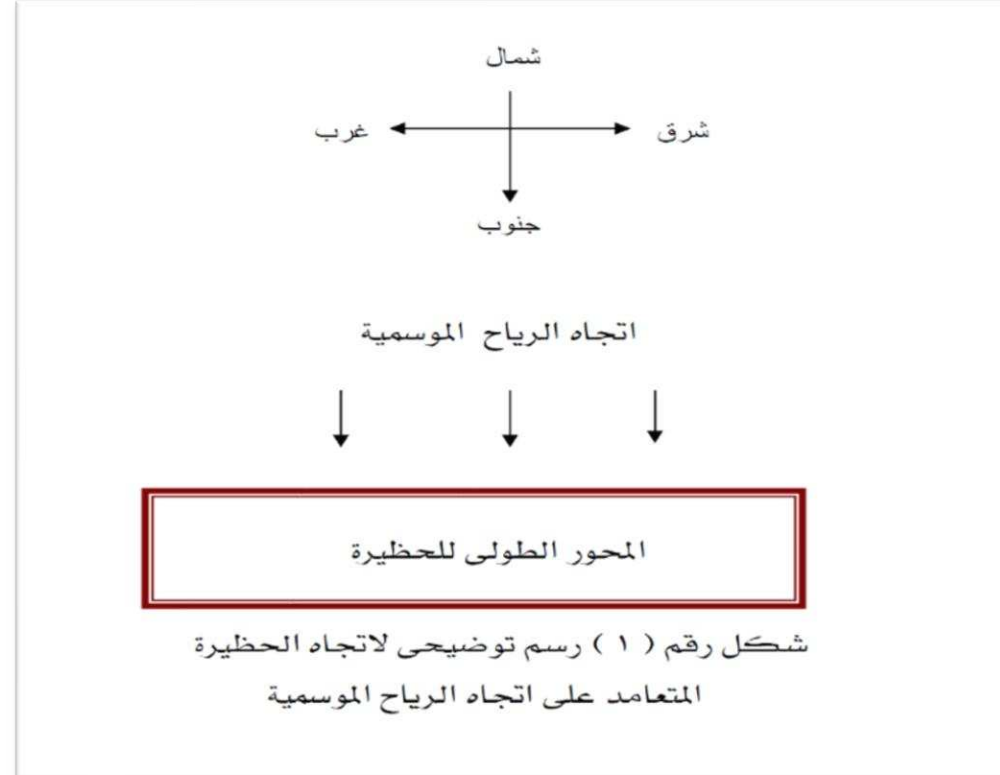 شمال
شرق
غرب
جنوب
اتجاه الرياح الموسمية
المحور الطولى للحظيرة
شكل رقم ( ١ ) رسم توضيحى لاتجاه الحظيرة
المتعامد على اتجاه الرياح الموسمية